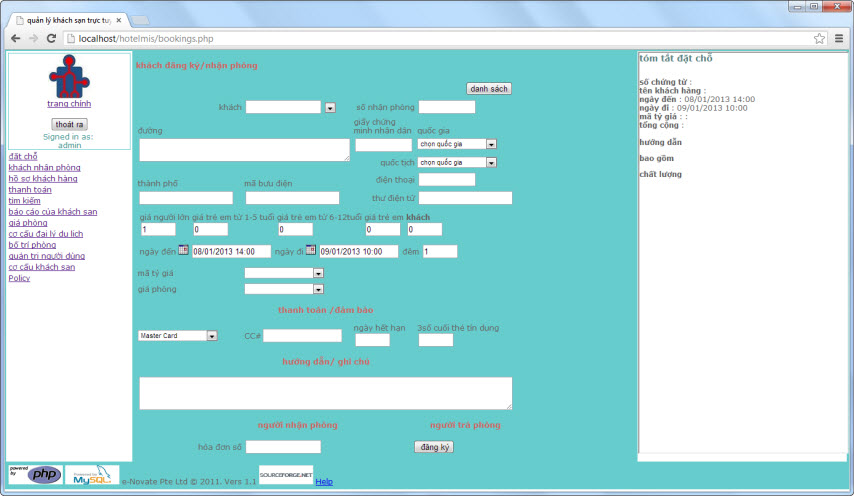 quản lý khách sạn trực tuy
localhost/hotelmis/bookings.php
trang chính
thoát ra
Signed in as:
admin
đặt chỗ
khách nhận phòng
hồ sơ khách hàng
thanh toán
tìm kiếm
báo cáo của khách sạn
giá phòng
cơ cấu đại lý du lịch
bố trí phòng
quản trị người dùng
cơ cấu khách sạn
Policy
khách đăng ký/nhận phòng
danh sách
khách
số nhận phòng
đường
giấy chứng minh nhân dân
quốc gia
chọn quốc gia
quốc tịch
chọn quốc gia
điện thoại
thành phố
mã bưu điện
thư điện tử
giá người lớn giá trẻ em từ 1-5 tuổi giá trẻ em từ 6-12tuổi giá trẻ em khách
1 0 0 0 0
ngày đến 08/01/2013 14:00 ngày đi 09/01/2013 10:00 đêm 1
mã tỷ giá
giá phòng
thanh toán /đảm bảo
Master Card
CC#
ngày hết hạn
3số cuối thẻ tín dụng
hướng dẫn/ ghi chú
người nhận phòng
người trả phòng
hóa đơn số
đăng ký
tóm tắt đặt chỗ
số chứng từ :
tên khách hàng :
ngày đến : 08/01/2013 14:00
ngày đi : 09/01/2013 10:00
mã tỷ giá : :
tổng cộng :
hướng dẫn
bao gồm
chất lượng
powered by php
Powered by MySQL
e-Novate Pte Ltd © 2011. Vers 1.1
SOURCEFORGE.NET
Help